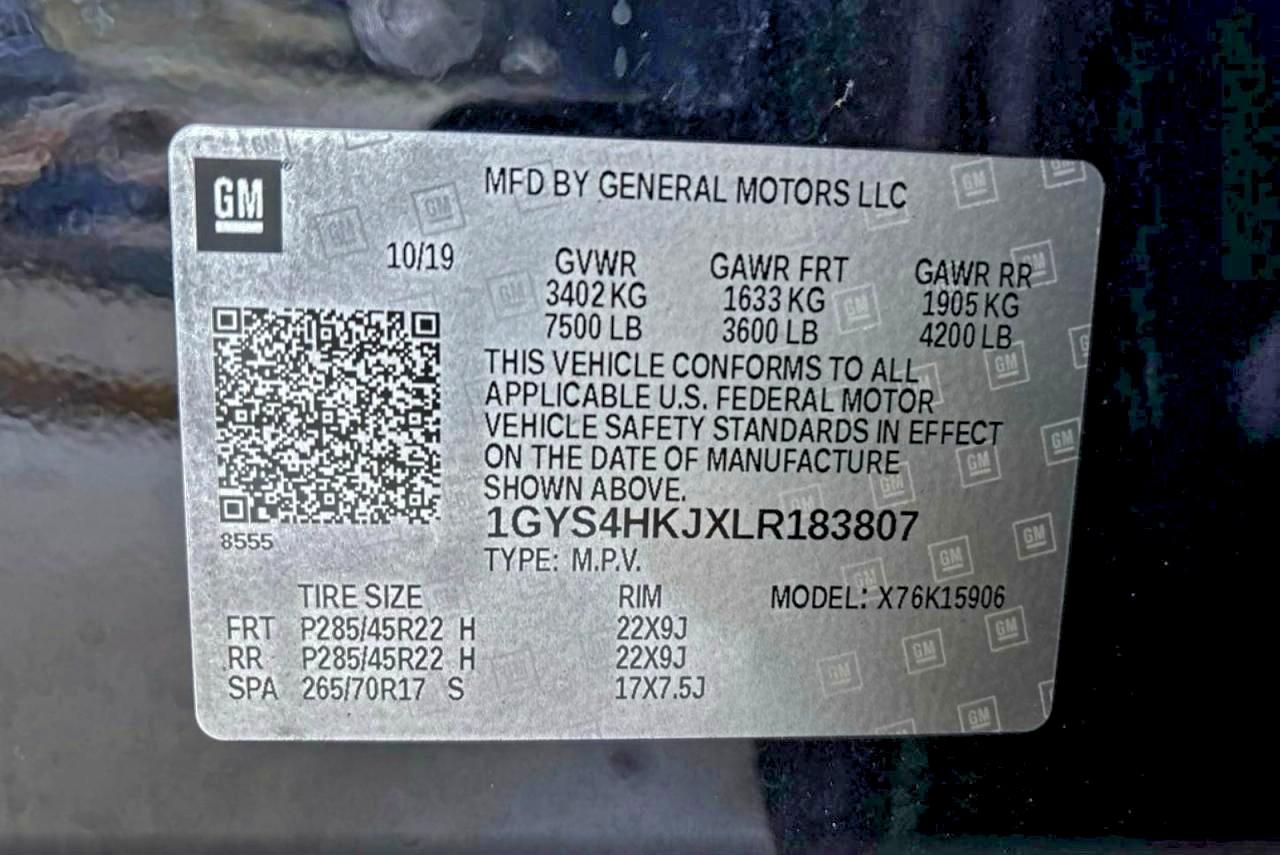 GM
MFD BY GENERAL MOTORS LLC
10/19 GVWR GAWR FRT GAWR RR
3402 KG 1633 KG 1905 KG
7500 LB 3600 LB 4200 LB
THIS VEHICLE CONFORMS TO ALL
APPLICABLE U.S. FEDERAL MOTOR
VEHICLE SAFETY STANDARDS IN EFFECT
ON THE DATE OF MANUFACTURE
SHOWN ABOVE.
1GYS4HKJXLR183807
8555
TYPE: M.P.V.
TIRE SIZE RIM MODEL: X76K15906
FRT P285/45R22 H 22X9J
RR P285/45R22 H 22X9J
SPA 265/70R17 S 17X7.5J